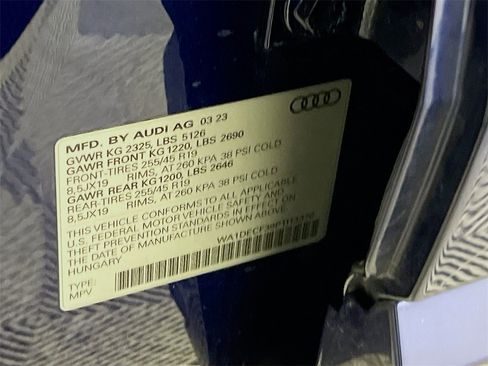 MFD. BY AUDI AG 03 23
GVWR KG 2325, LBS 5126
GAWR FRONT KG 1220, LBS 2690
FRONT-TIRES 255/45 R19
8,5JX19 RIMS, AT 260 KPA 38 PSI COLD
GAWR REAR KG1200, LBS 2646
REAR-TIRES 255/45 R19
8,5JX19 RIMS, AT 260 KPA 38 PSI COLD
THIS VEHICLE CONFORMS TO ALL APPLICABLE
U.S. FEDERAL MOTOR VEHICLE SAFETY AND
THEFT PREVENTION STANDARDS IN EFFECT ON
THE DATE OF MANUFACTURE SHOWN ABOVE.
HUNGARY
TYPE:
MPV